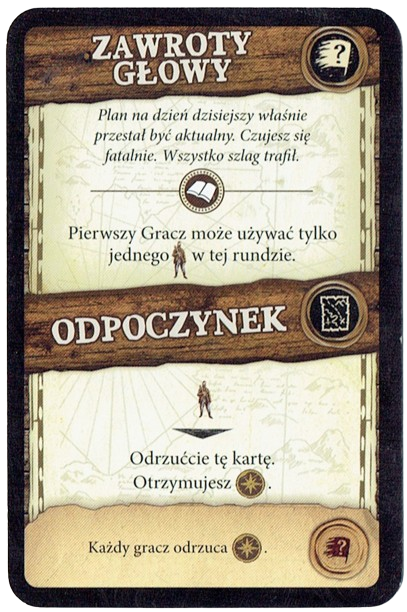 ZAWROTY
GŁOWY
?
Plan na dzień dzisiejszy właśnie
przestał być aktualny. Czujesz się
fatalnie. Wszystko szlag trafił.
Pierwszy Gracz może używać tylko
jednego w tej rundzie.
ODPOCZYNEK
Odrzućcie tę kartę.
Otrzymujesz .
Każdy gracz odrzuca .
?